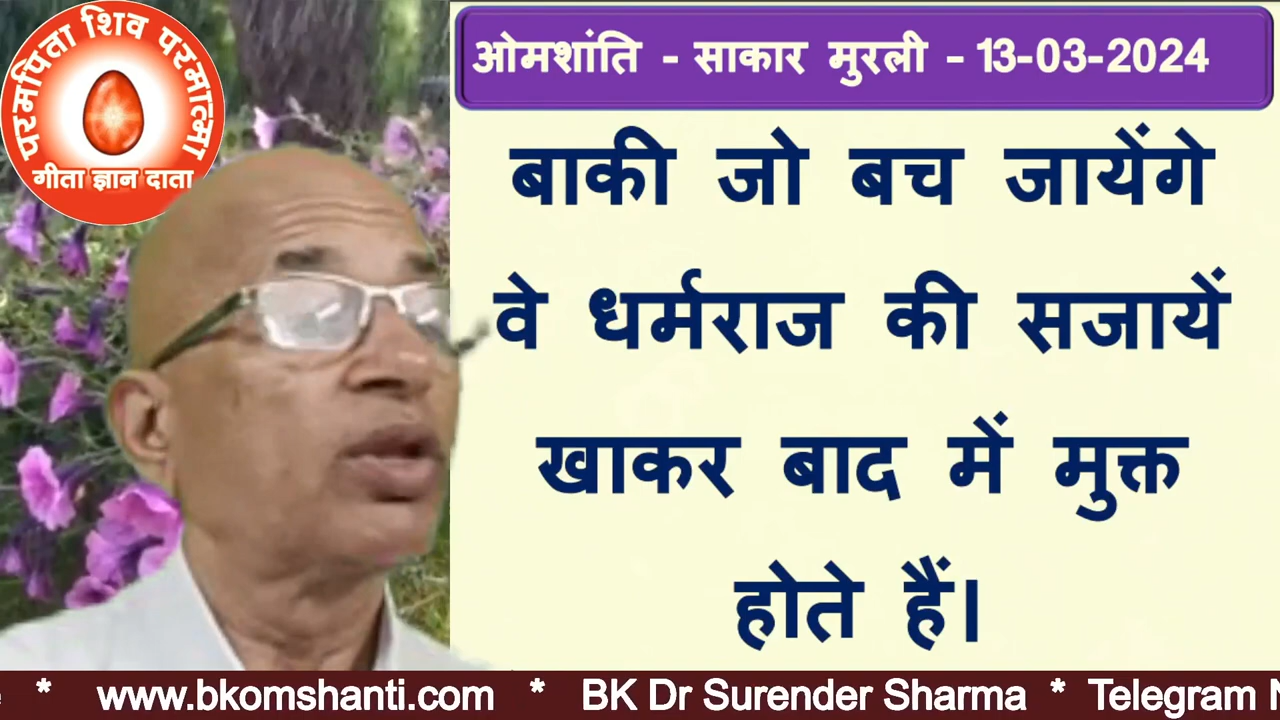 परमपिता शिव परमात्मा
गीता ज्ञान दाता
ओमशांति - साकार मुरली - 13-03-2024
बाकी जो बच जायेंगे
वे धर्मराज की सजायें
खाकर बाद में मुक्त
होते हैं।
* www.bkomshanti.com * BK Dr Surender Sharma * Telegram